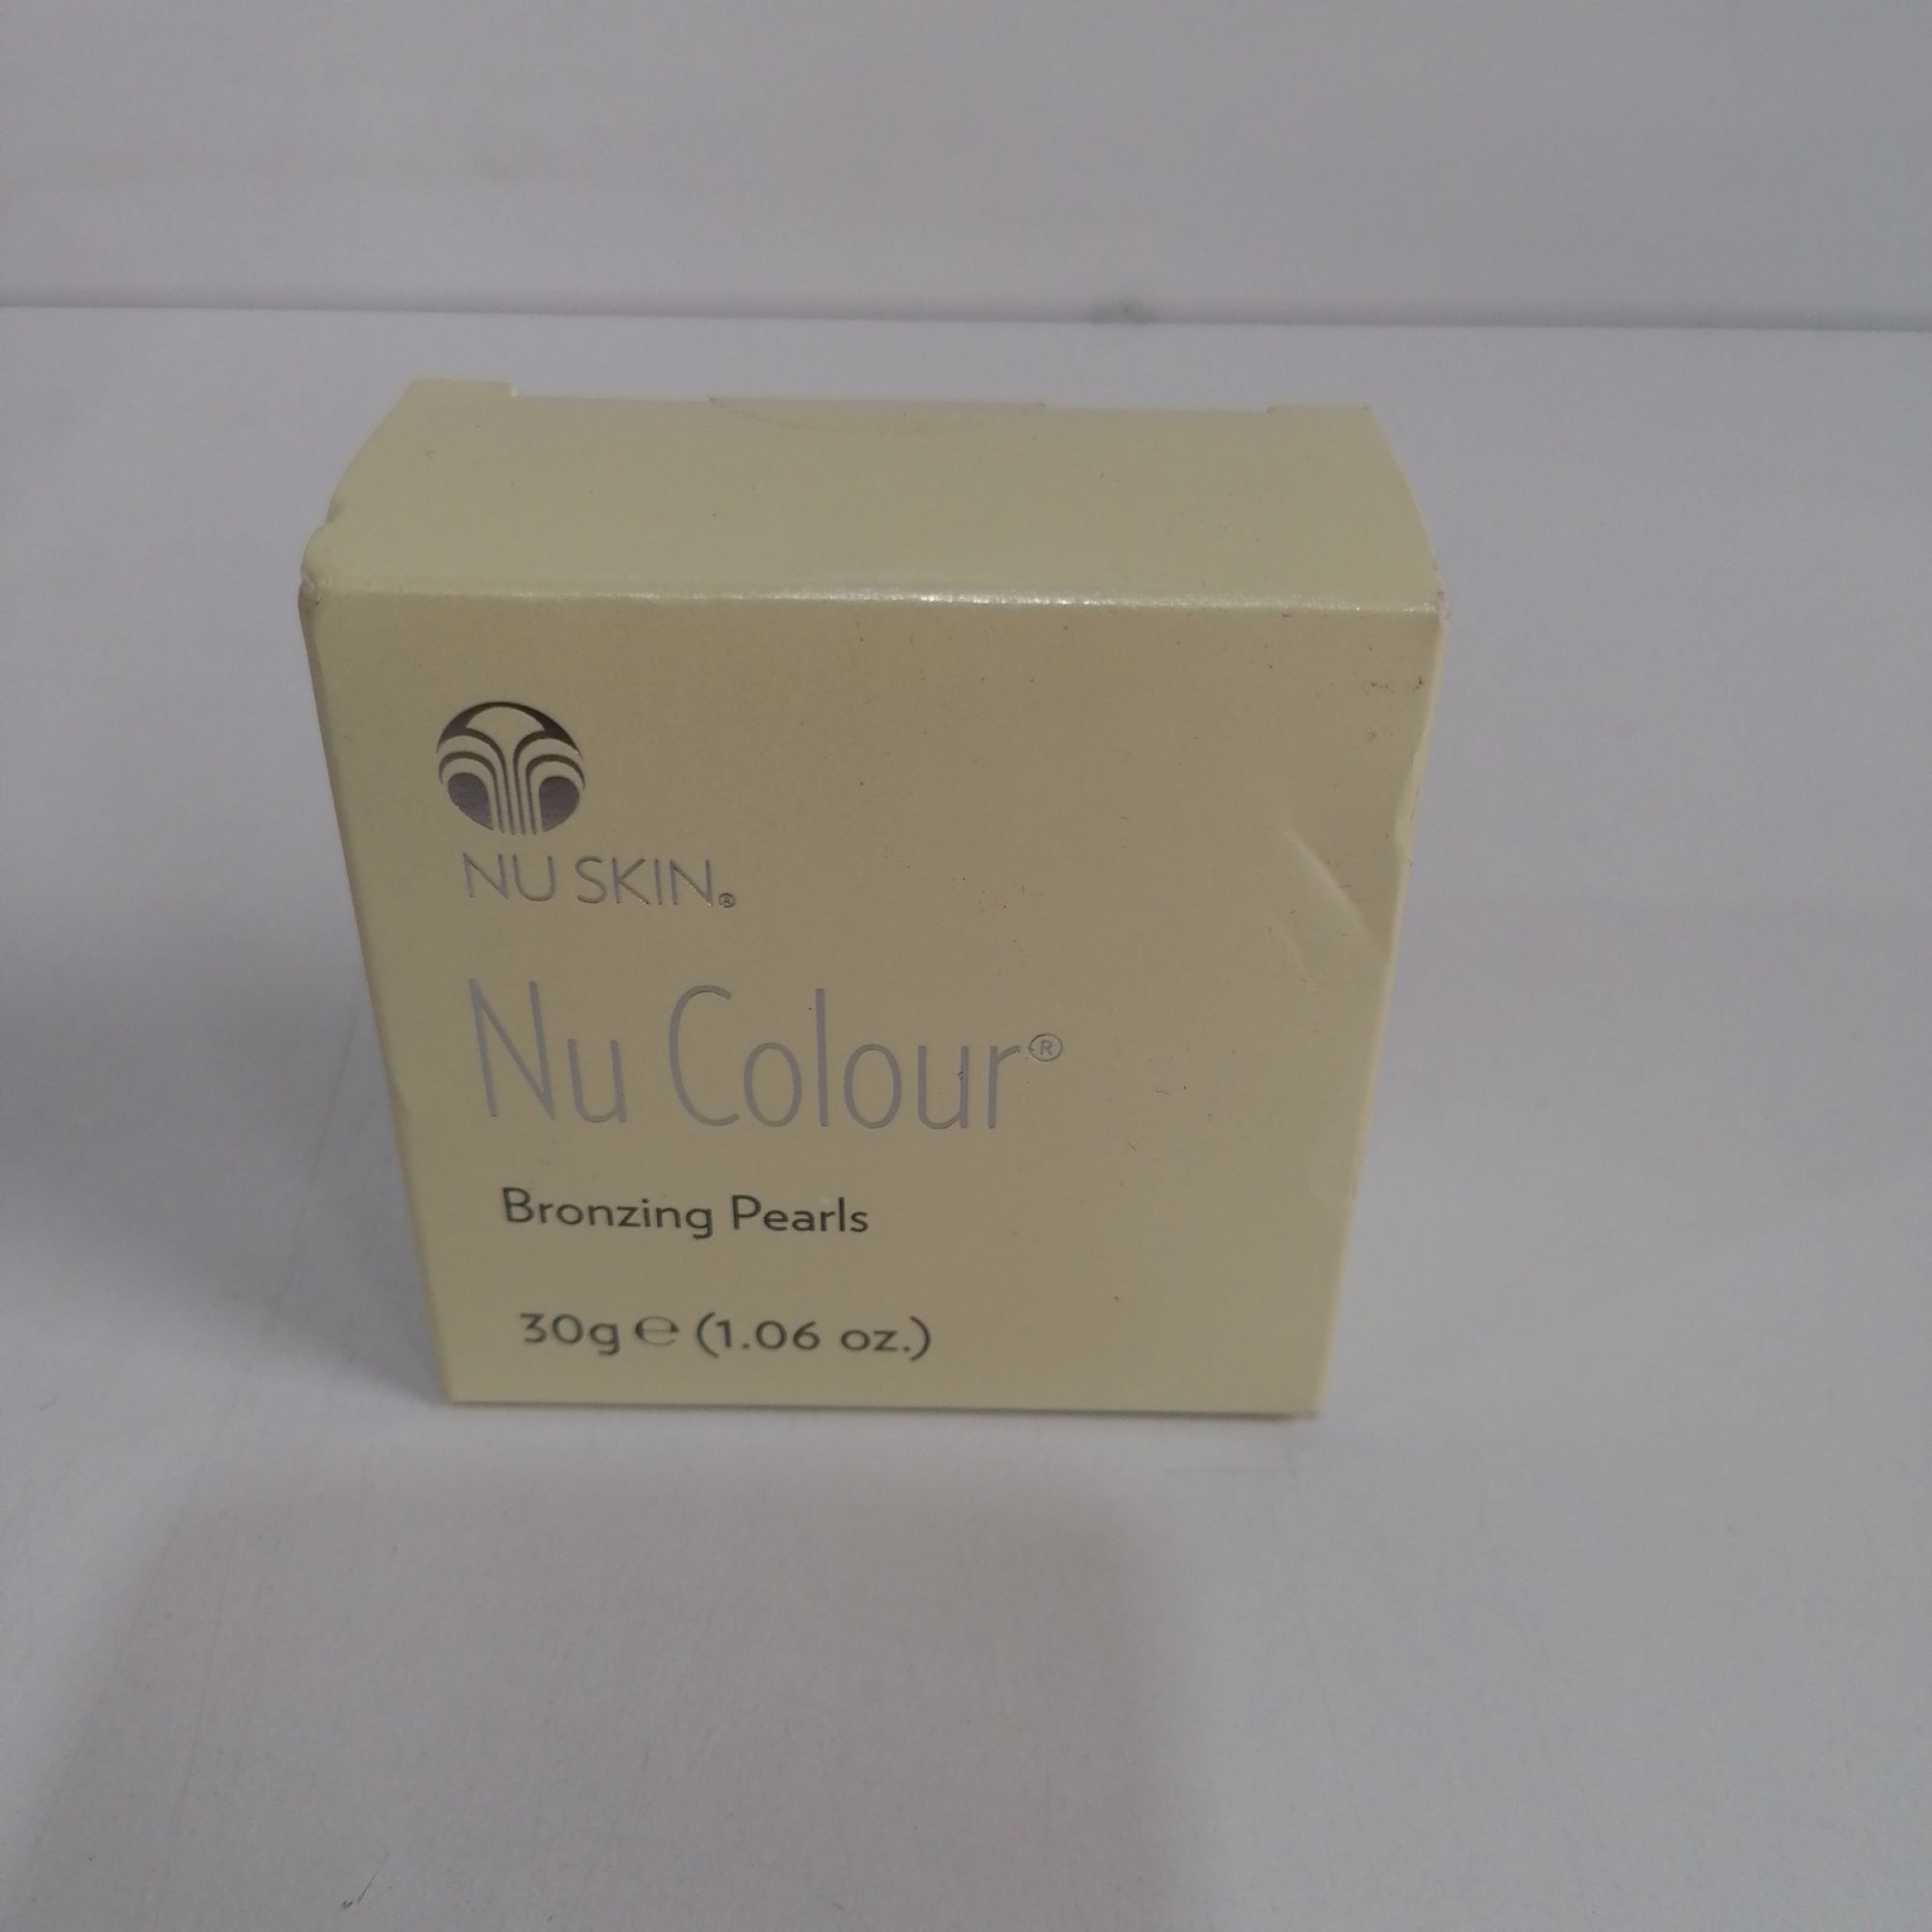 NU SKIN®
Nu Colour®
Bronzing Pearls
30g ℮ (1.06 oz.)